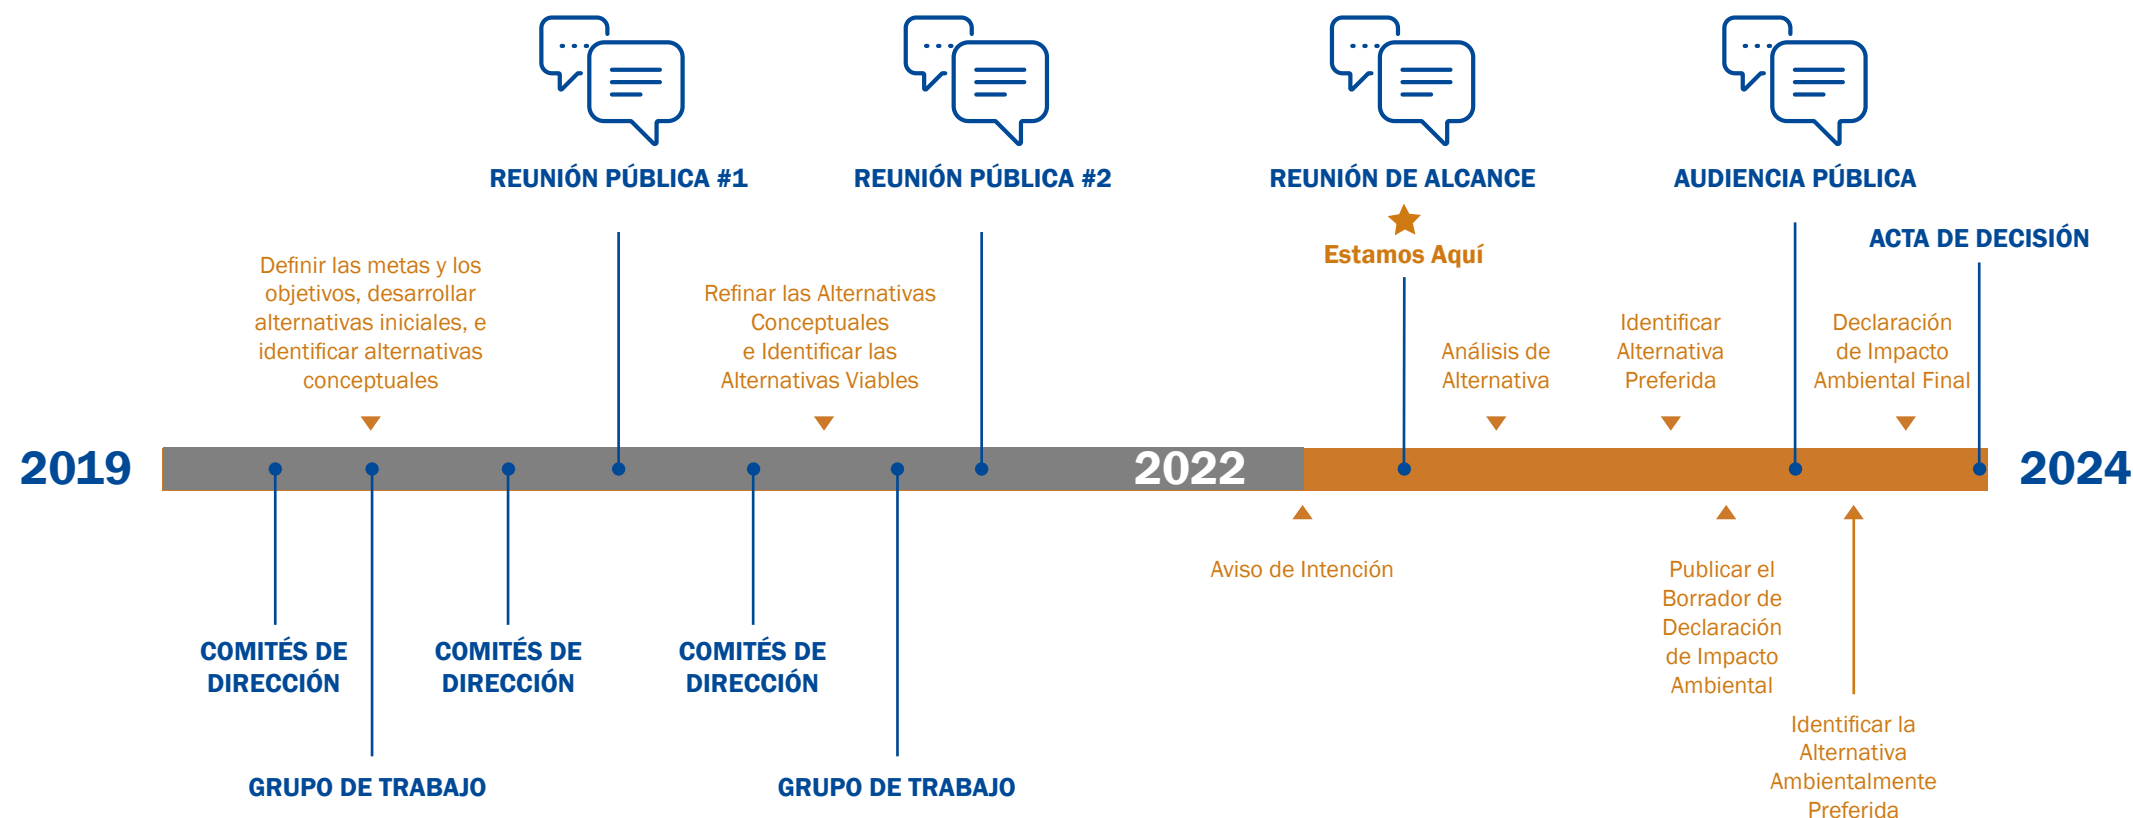 REUNIÓN PÚBLICA #1
REUNIÓN PÚBLICA #2
REUNIÓN DE ALCANCE
AUDIENCIA PÚBLICA
Estamos Aquí
ACTA DE DECISIÓN
Definir las metas y los
objetivos, desarrollar
alternativas iniciales, e
identificar alternativas
conceptuales
Refinar las Alternativas
Conceptuales
e Identificar las
Alternativas Viables
Análisis de
Alternativa
Identificar
Alternativa
Preferida
Declaración
de Impacto
Ambiental Final
2019
2022
2024
Aviso de Intención
Publicar el
Borrador de
Declaración
de Impacto
Ambiental
COMITÉS DE
DIRECCIÓN
COMITÉS DE
DIRECCIÓN
COMITÉS DE
DIRECCIÓN
Identificar la
Alternativa
Ambientalmente
Preferida
GRUPO DE TRABAJO
GRUPO DE TRABAJO